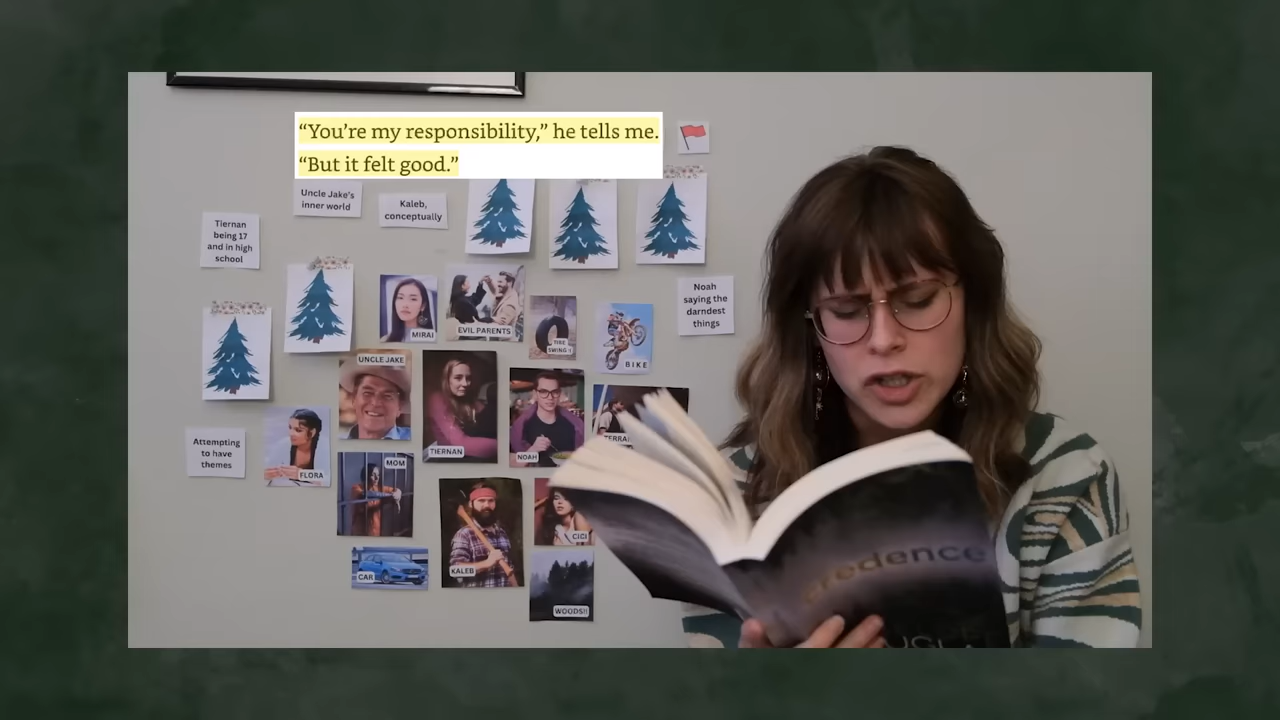 “You’re my responsibility,” he tells me.
“But it felt good.”
Uncle Jake's
inner world
Kaleb,
conceptually
Tiernan
being 17
and in high
school
Noah
saying the
darndest
things
MIRAI
EVIL PARENTS
TIRE
SWING :(
BIKE
UNCLE JAKE
TIERNAN
NOAH
TERRA
Attempting
to have
themes
FLORA
MOM
KALEB
CICI
CAR
WOODS!!
credence